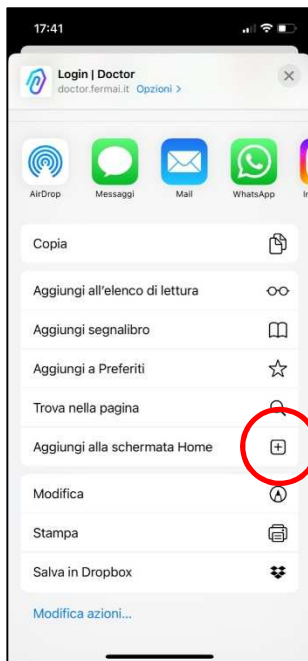 17:41
Login | Doctor
doctor.fermai.it Opzioni >
AirDrop Messaggi Mail WhatsApp
Copia
Aggiungi all'elenco di lettura
Aggiungi segnalibro
Aggiungi a Preferiti
Trova nella pagina
Aggiungi alla schermata Home
Modifica
Stampa
Salva in Dropbox
Modifica azioni...